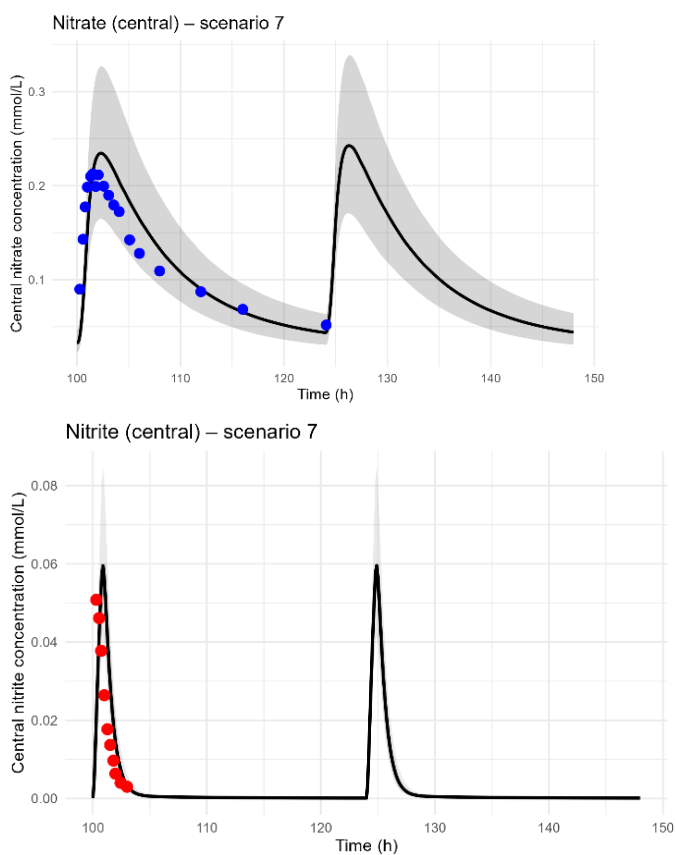 Nitrate (central) – scenario 7
Central nitrate concentration (mmol/L)
0.3
0.2
0.1
100 110 120 130 140 150
Time (h)
Nitrite (central) – scenario 7
Central nitrite concentration (mmol/L)
0.08
0.06
0.04
0.02
0.00
100 110 120 130 140 150
Time (h)